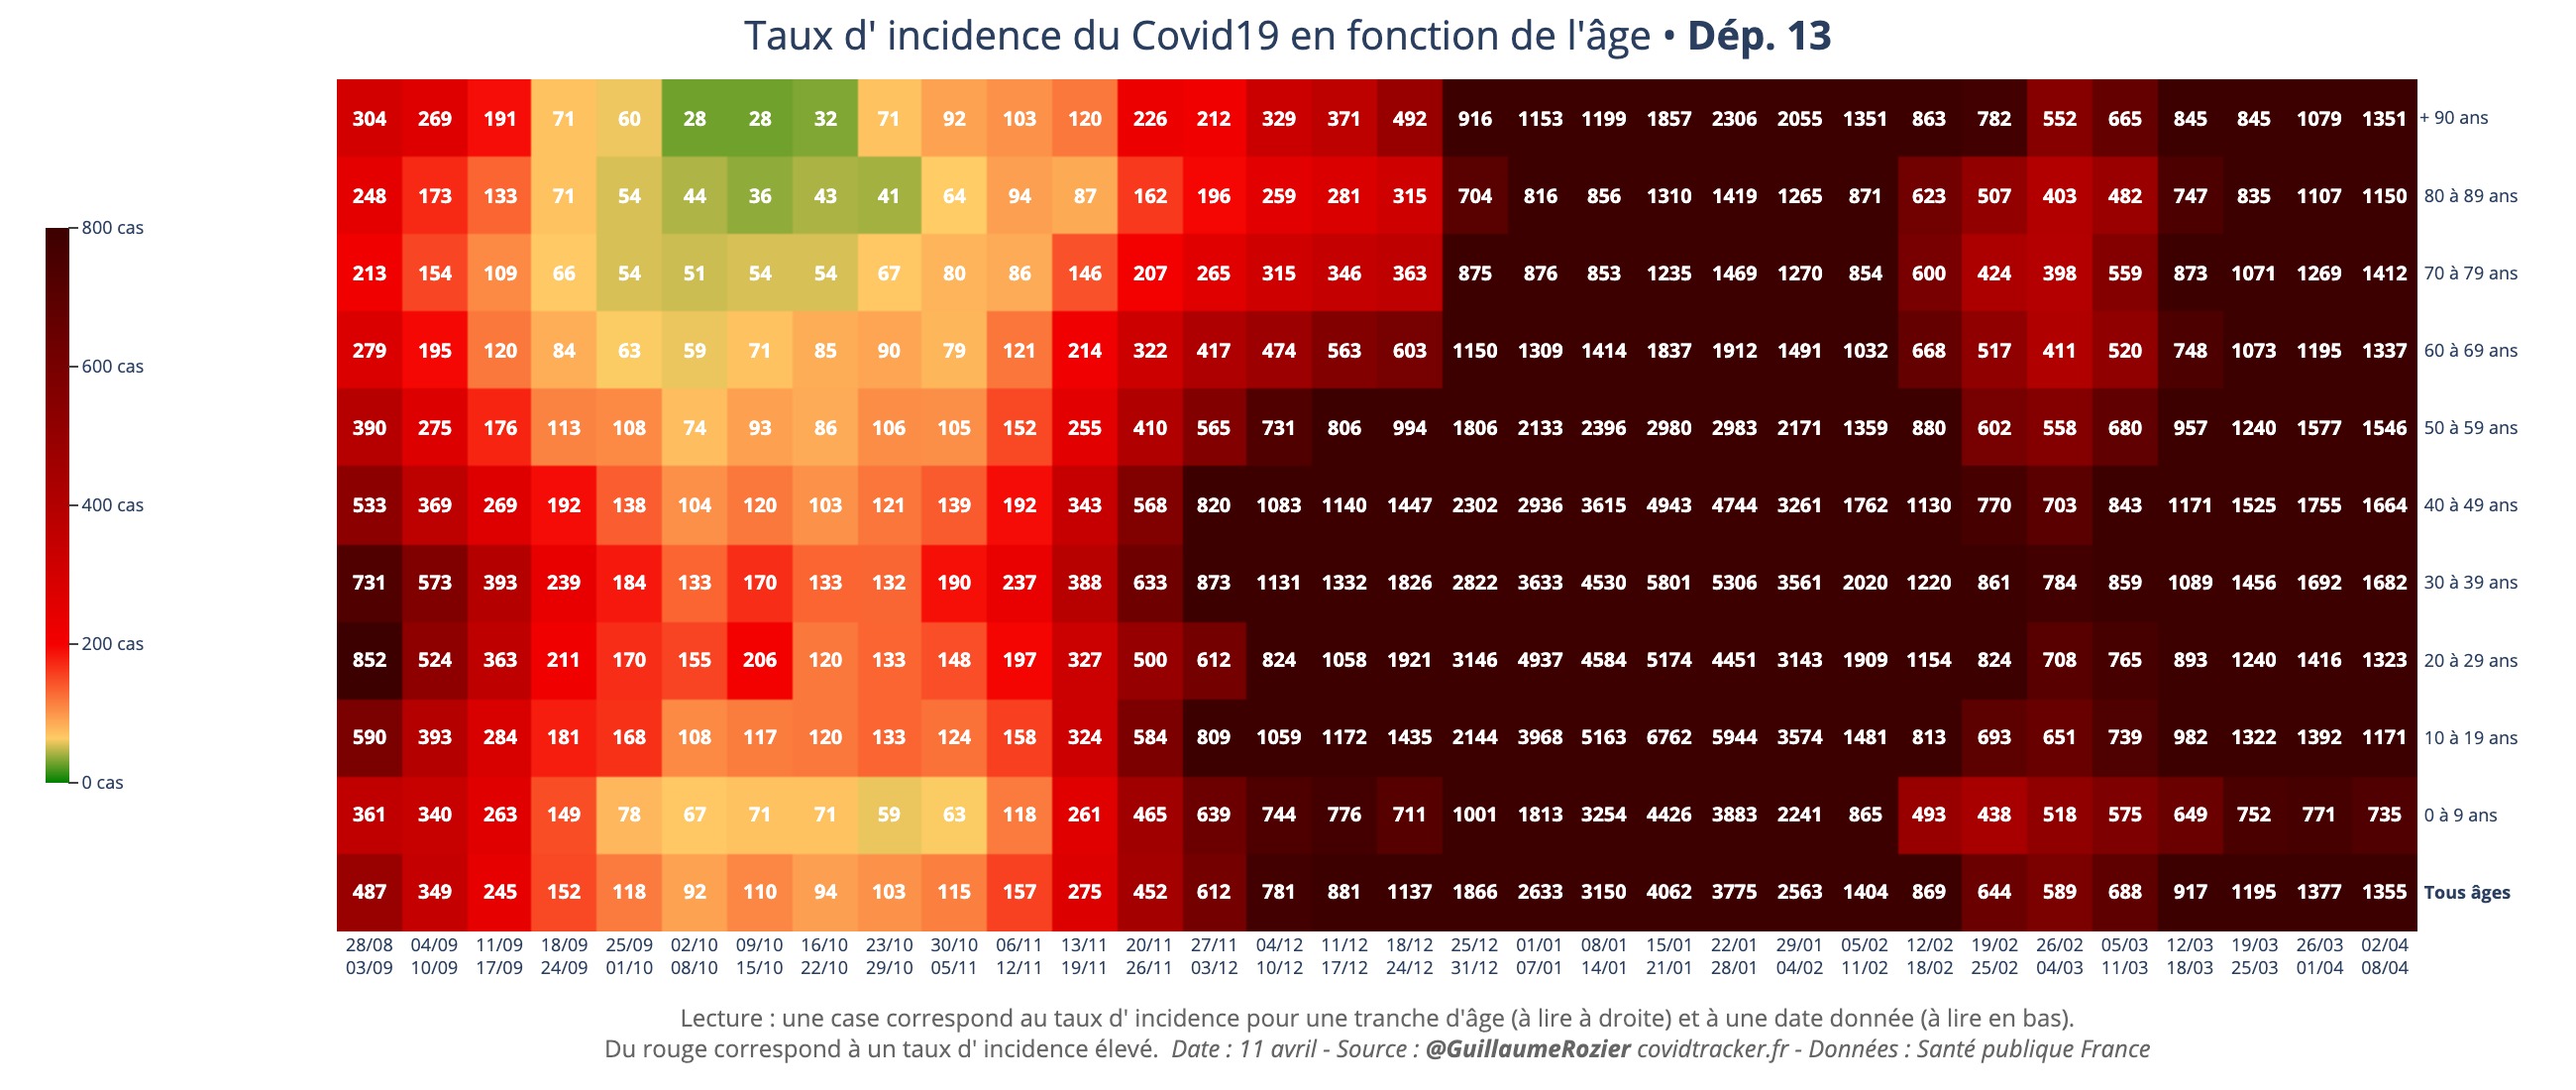 Taux d' incidence du Covid19 en fonction de l'âge • Dép. 13
304 269 191 71 60 28 28 32 71 92 103 120 226 212 329 371 492 916 1153 1199 1857 2306 2055 1351 863 782 552 665 845 845 1079 1351 + 90 ans
248 173 133 71 54 44 36 43 41 64 94 87 162 196 259 281 315 704 816 856 1310 1419 1265 871 623 507 403 482 747 835 1107 1150 80 à 89 ans
800 cas
213 154 109 66 54 51 54 54 67 80 86 146 207 265 315 346 363 875 876 853 1235 1469 1270 854 600 424 398 559 873 1071 1269 1412 70 à 79 ans
279 195 120 84 63 59 71 85 90 79 121 214 322 417 474 563 603 1150 1309 1414 1837 1912 1491 1032 668 517 411 520 748 1073 1195 1337 60 à 69 ans
600 cas
390 275 176 113 108 74 93 86 106 105 152 255 410 565 731 806 994 1806 2133 2396 2980 2983 2171 1359 880 602 558 680 957 1240 1577 1546 50 à 59 ans
400 cas
533 369 269 192 138 104 120 103 121 139 192 343 568 820 1083 1140 1447 2302 2936 3615 4943 4744 3261 1762 1130 770 703 843 1171 1525 1755 1664 40 à 49 ans
731 573 393 239 184 133 170 133 132 190 237 388 633 873 1131 1332 1826 2822 3633 4530 5801 5306 3561 2020 1220 861 784 859 1089 1456 1692 1682 30 à 39 ans
200 cas
852 524 363 211 170 155 206 120 133 148 197 327 500 612 824 1058 1921 3146 4937 4584 5174 4451 3143 1909 1154 824 708 765 893 1240 1416 1323 20 à 29 ans
590 393 284 181 168 108 117 120 133 124 158 324 584 809 1059 1172 1435 2144 3968 5163 6762 5944 3574 1481 813 693 651 739 982 1322 1392 1171 10 à 19 ans
0 cas
361 340 263 149 78 67 71 71 59 63 118 261 465 639 744 776 711 1001 1813 3254 4426 3883 2241 865 493 438 518 575 649 752 771 735 0 à 9 ans
487 349 245 152 118 92 110 94 103 115 157 275 452 612 781 881 1137 1866 2633 3150 4062 3775 2563 1404 869 644 589 688 917 1195 1377 1355 Tous âges
28/08 04/09 11/09 18/09 25/09 02/10 09/10 16/10 23/10 30/10 06/11 13/11 20/11 27/11 04/12 11/12 18/12 25/12 01/01 08/01 15/01 22/01 29/01 05/02 12/02 19/02 26/02 05/03 12/03 19/03 26/03 02/04
03/09 10/09 17/09 24/09 01/10 08/10 15/10 22/10 29/10 05/11 12/11 19/11 26/11 03/12 10/12 17/12 24/12 31/12 07/01 14/01 21/01 28/01 04/02 11/02 18/02 25/02 04/03 11/03 18/03 25/03 01/04 08/04
Lecture : une case correspond au taux d' incidence pour une tranche d'âge (à lire à droite) et à une date donnée (à lire en bas).
Du rouge correspond à un taux d' incidence élevé. Date : 11 avril - Source : @GuillaumeRozier covidtracker.fr - Données : Santé publique France